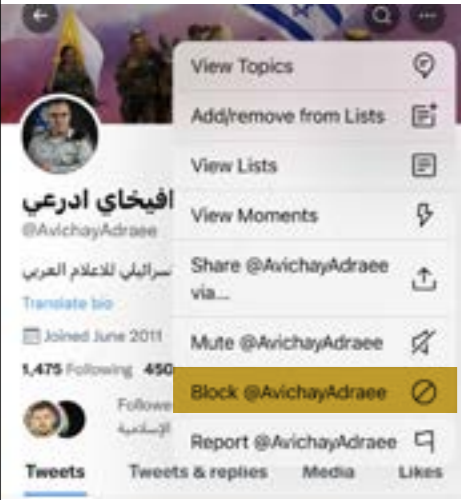 View Topics
Add/remove from Lists
View Lists
View Moments
Share @AvichayAdraee
via...
Mute @AvichayAdraee
Block @AvichayAdraee
Report @AvichayAdraee
افيخاي ادرعي
@AvichayAdraee
سرائيلي للاعلام العربي
Translate bio
Joined June 2011
1,475 Following 450
Followe
الإسلامية
Tweets Tweets & replies Media Likes